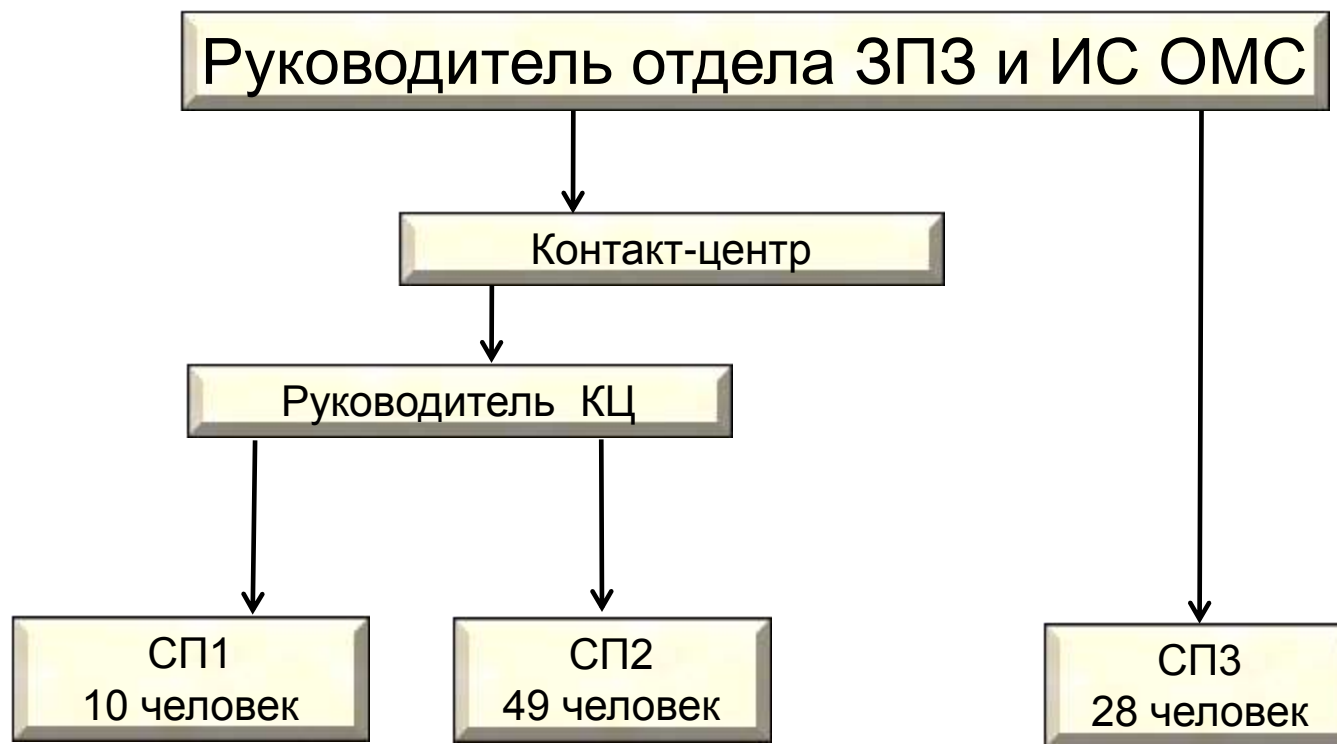 Руководитель отдела ЗПЗ и ИС ОМС
Контакт-центр
Руководитель КЦ
СП1
10 человек
СП2
49 человек
СП3
28 человек